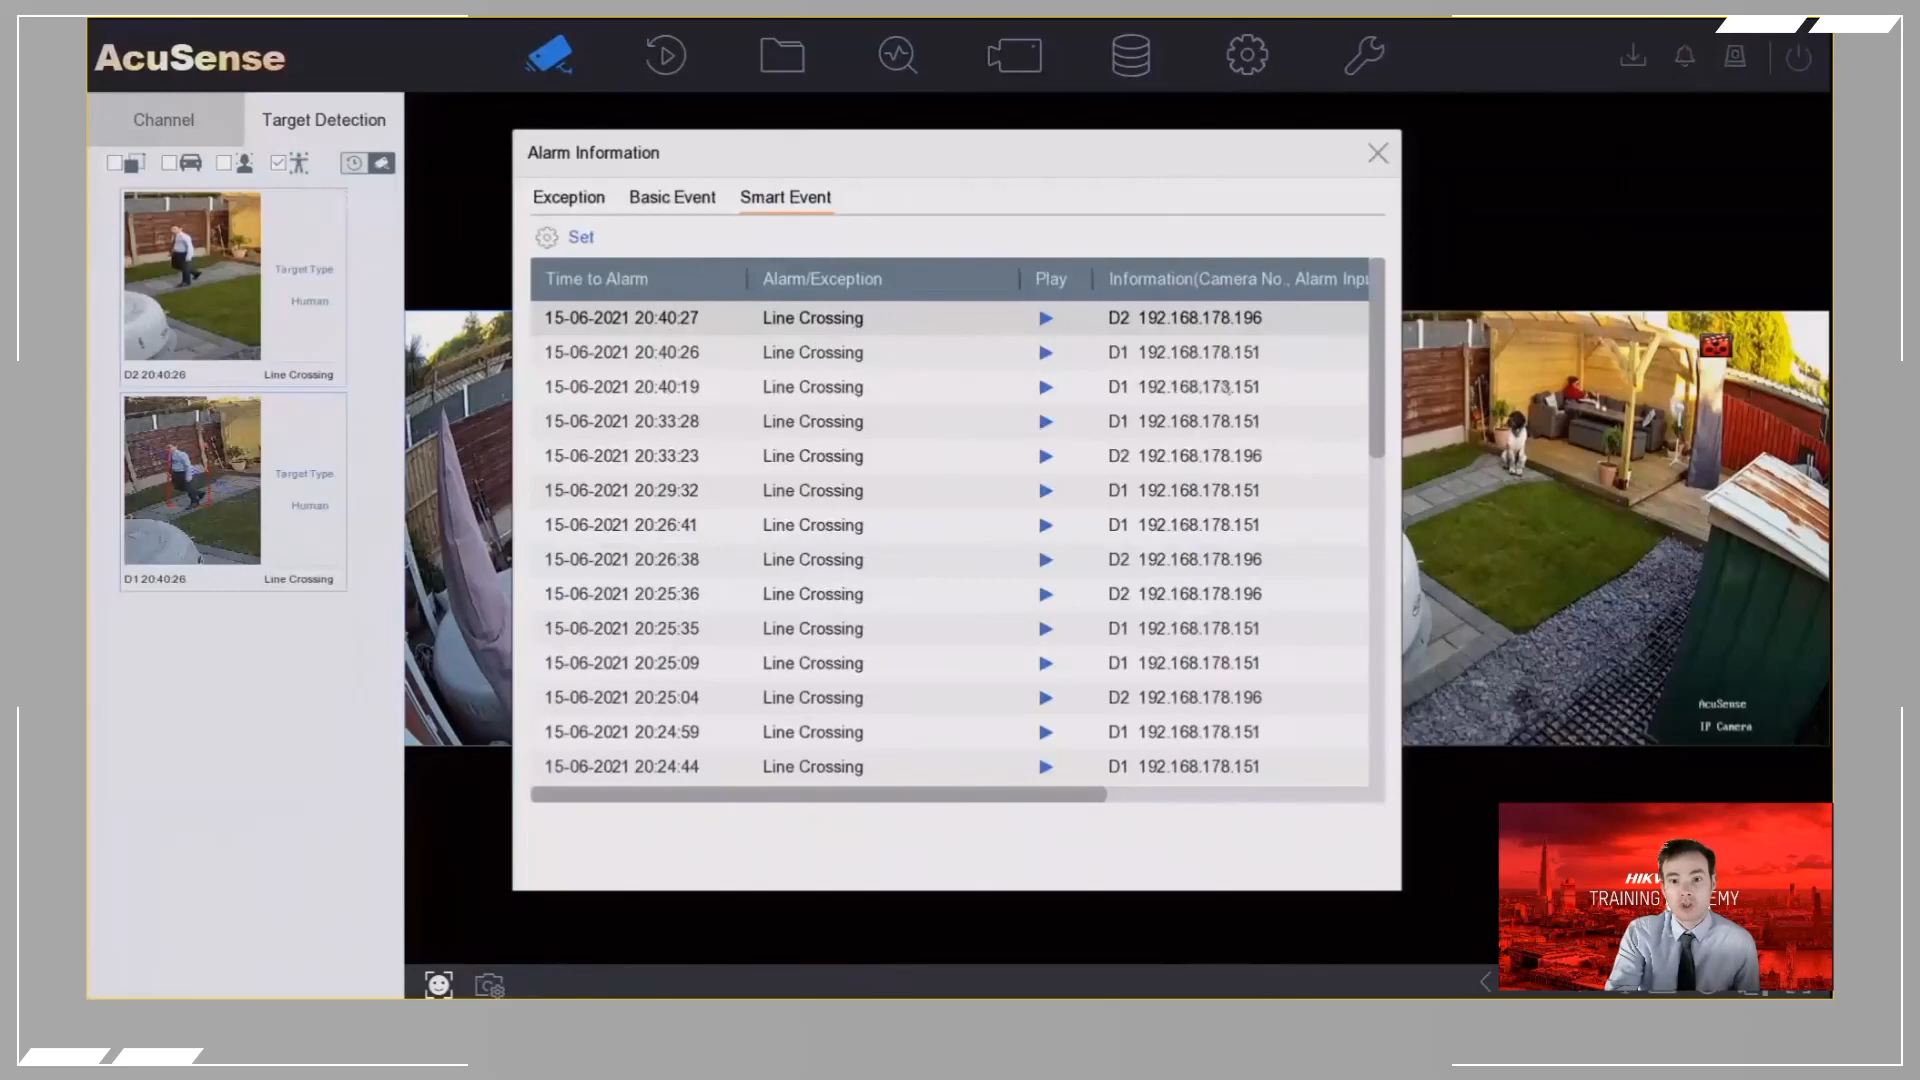 AcuSense
Channel
Target Detection
Target Type
Human
D2 20:40:26 Line Crossing
Target Type
Human
D1 20:40:26 Line Crossing
Alarm Information
Exception Basic Event Smart Event
Set
Time to Alarm Alarm/Exception Play Information(Camera No., Alarm Inpu
15-06-2021 20:40:27 Line Crossing D2 192.168.178.196
15-06-2021 20:40:26 Line Crossing D1 192.168.178.151
15-06-2021 20:40:19 Line Crossing D1 192.168.178.151
15-06-2021 20:33:28 Line Crossing D1 192.168.178.151
15-06-2021 20:33:23 Line Crossing D2 192.168.178.196
15-06-2021 20:29:32 Line Crossing D1 192.168.178.151
15-06-2021 20:26:41 Line Crossing D1 192.168.178.151
15-06-2021 20:26:38 Line Crossing D2 192.168.178.196
15-06-2021 20:25:36 Line Crossing D2 192.168.178.196
15-06-2021 20:25:35 Line Crossing D1 192.168.178.151
15-06-2021 20:25:09 Line Crossing D1 192.168.178.151
15-06-2021 20:25:04 Line Crossing D2 192.168.178.196
15-06-2021 20:24:59 Line Crossing D1 192.168.178.151
15-06-2021 20:24:44 Line Crossing D1 192.168.178.151
AcuSense
IP Camera
TRAINING